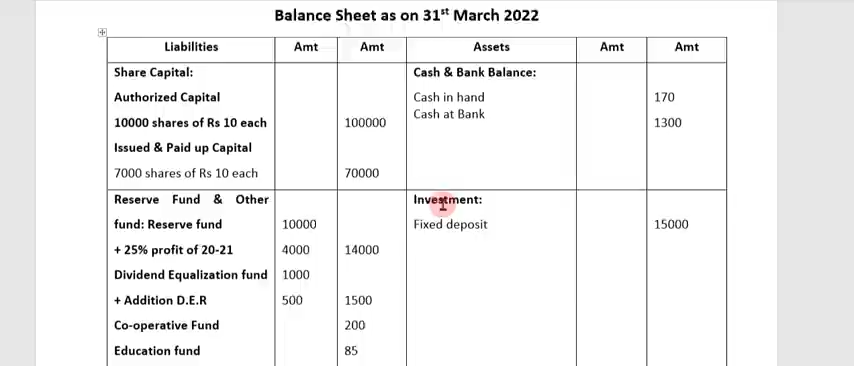 Balance Sheet as on 31st March 2022
Liabilities Amt Amt Assets Amt Amt
Share Capital: Cash & Bank Balance:
Authorized Capital Cash in hand 170
10000 shares of Rs 10 each 100000 Cash at Bank 1300
Issued & Paid up Capital
7000 shares of Rs 10 each 70000
Reserve Fund & Other Investment:
fund: Reserve fund 10000 Fixed deposit 15000
+ 25% profit of 20-21 4000 14000
Dividend Equalization fund 1000
+ Addition D.E.R 500 1500
Co-operative Fund 200
Education fund 85